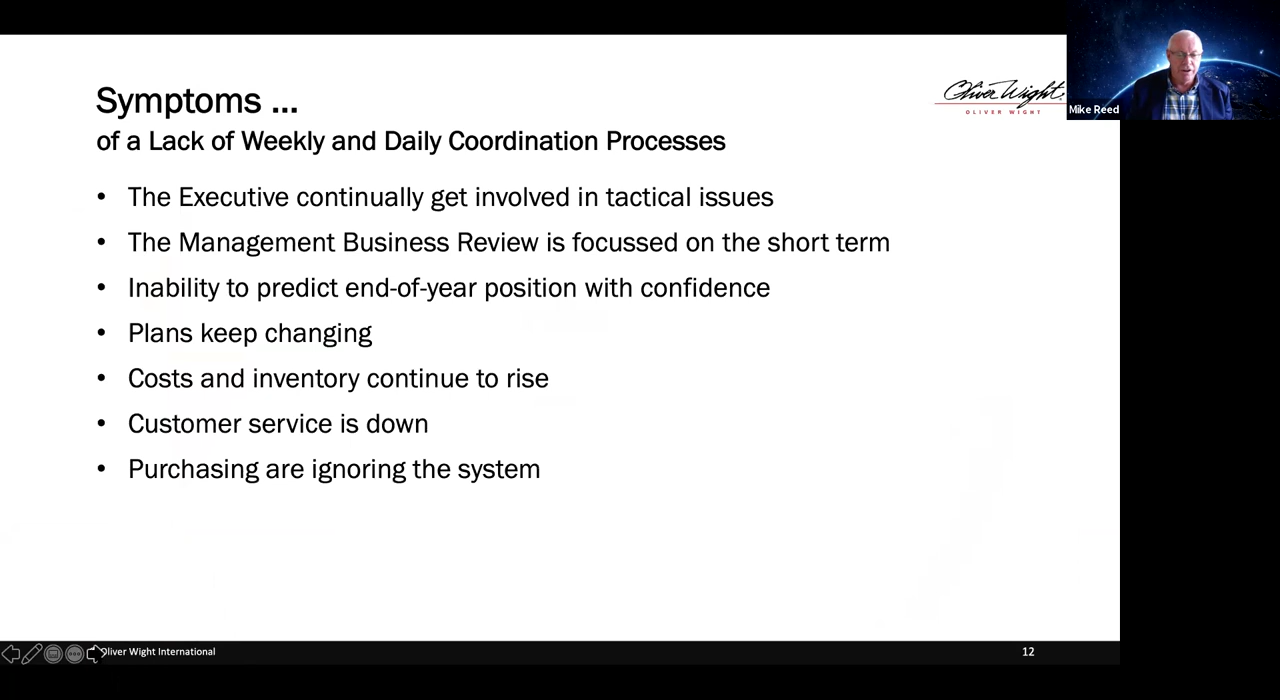 Symptoms ...
of a Lack of Weekly and Daily Coordination Processes
Oliver Wight.
OLIVER WIGHT
Mike Reed
• The Executive continually get involved in tactical issues
• The Management Business Review is focussed on the short term
• Inability to predict end-of-year position with confidence
• Plans keep changing
• Costs and inventory continue to rise
• Customer service is down
• Purchasing are ignoring the system
Oliver Wight International
12